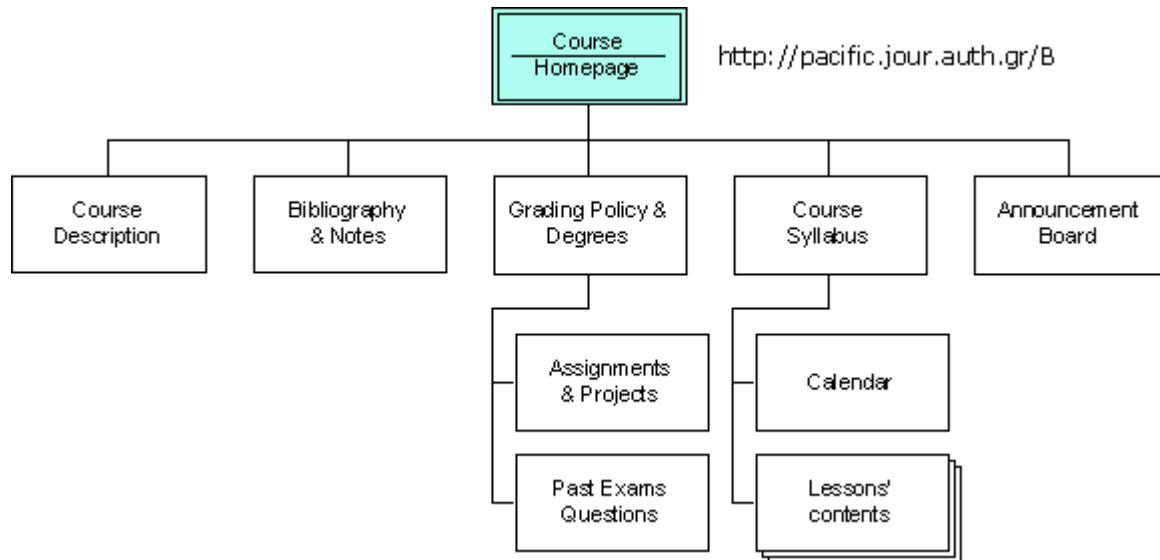 Course
Homepage
http://pacific.jour.auth.gr/B
Course
Description
Bibliography
& Notes
Grading Policy &
Degrees
Course
Syllabus
Announcement
Board
Assignments
& Projects
Calendar
Past Exams
Questions
Lessons'
contents